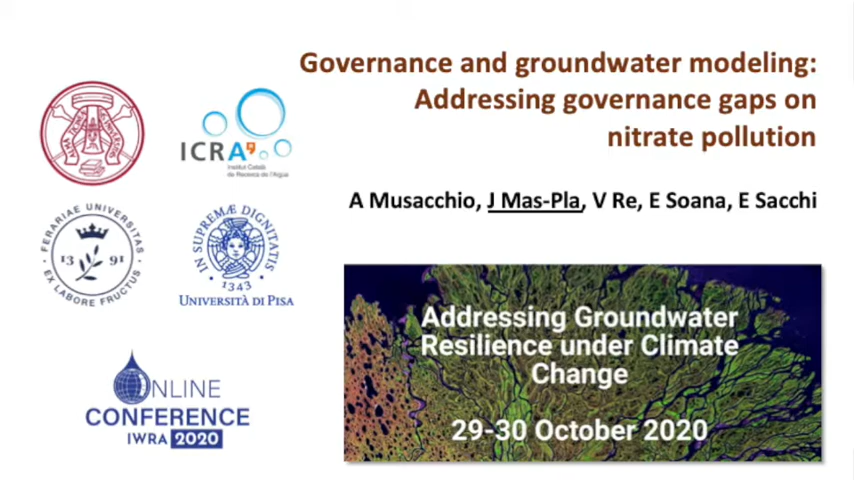 Governance and groundwater modeling:
Addressing governance gaps on
nitrate pollution
A Musacchio, J Mas-Pla, V Re, E Soana, E Sacchi
ICRA
Institut Català
de Recerca de l'Aigua
FERRARIAE UNIVERSITAS
EX LABORE FRUCTUS
13 91
IN SUPREMÆ DIGNITATIS
1343
UNIVERSITÀ DI PISA
ONLINE
CONFERENCE
IWRA 2020
Addressing Groundwater
Resilience under Climate
Change
29-30 October 2020